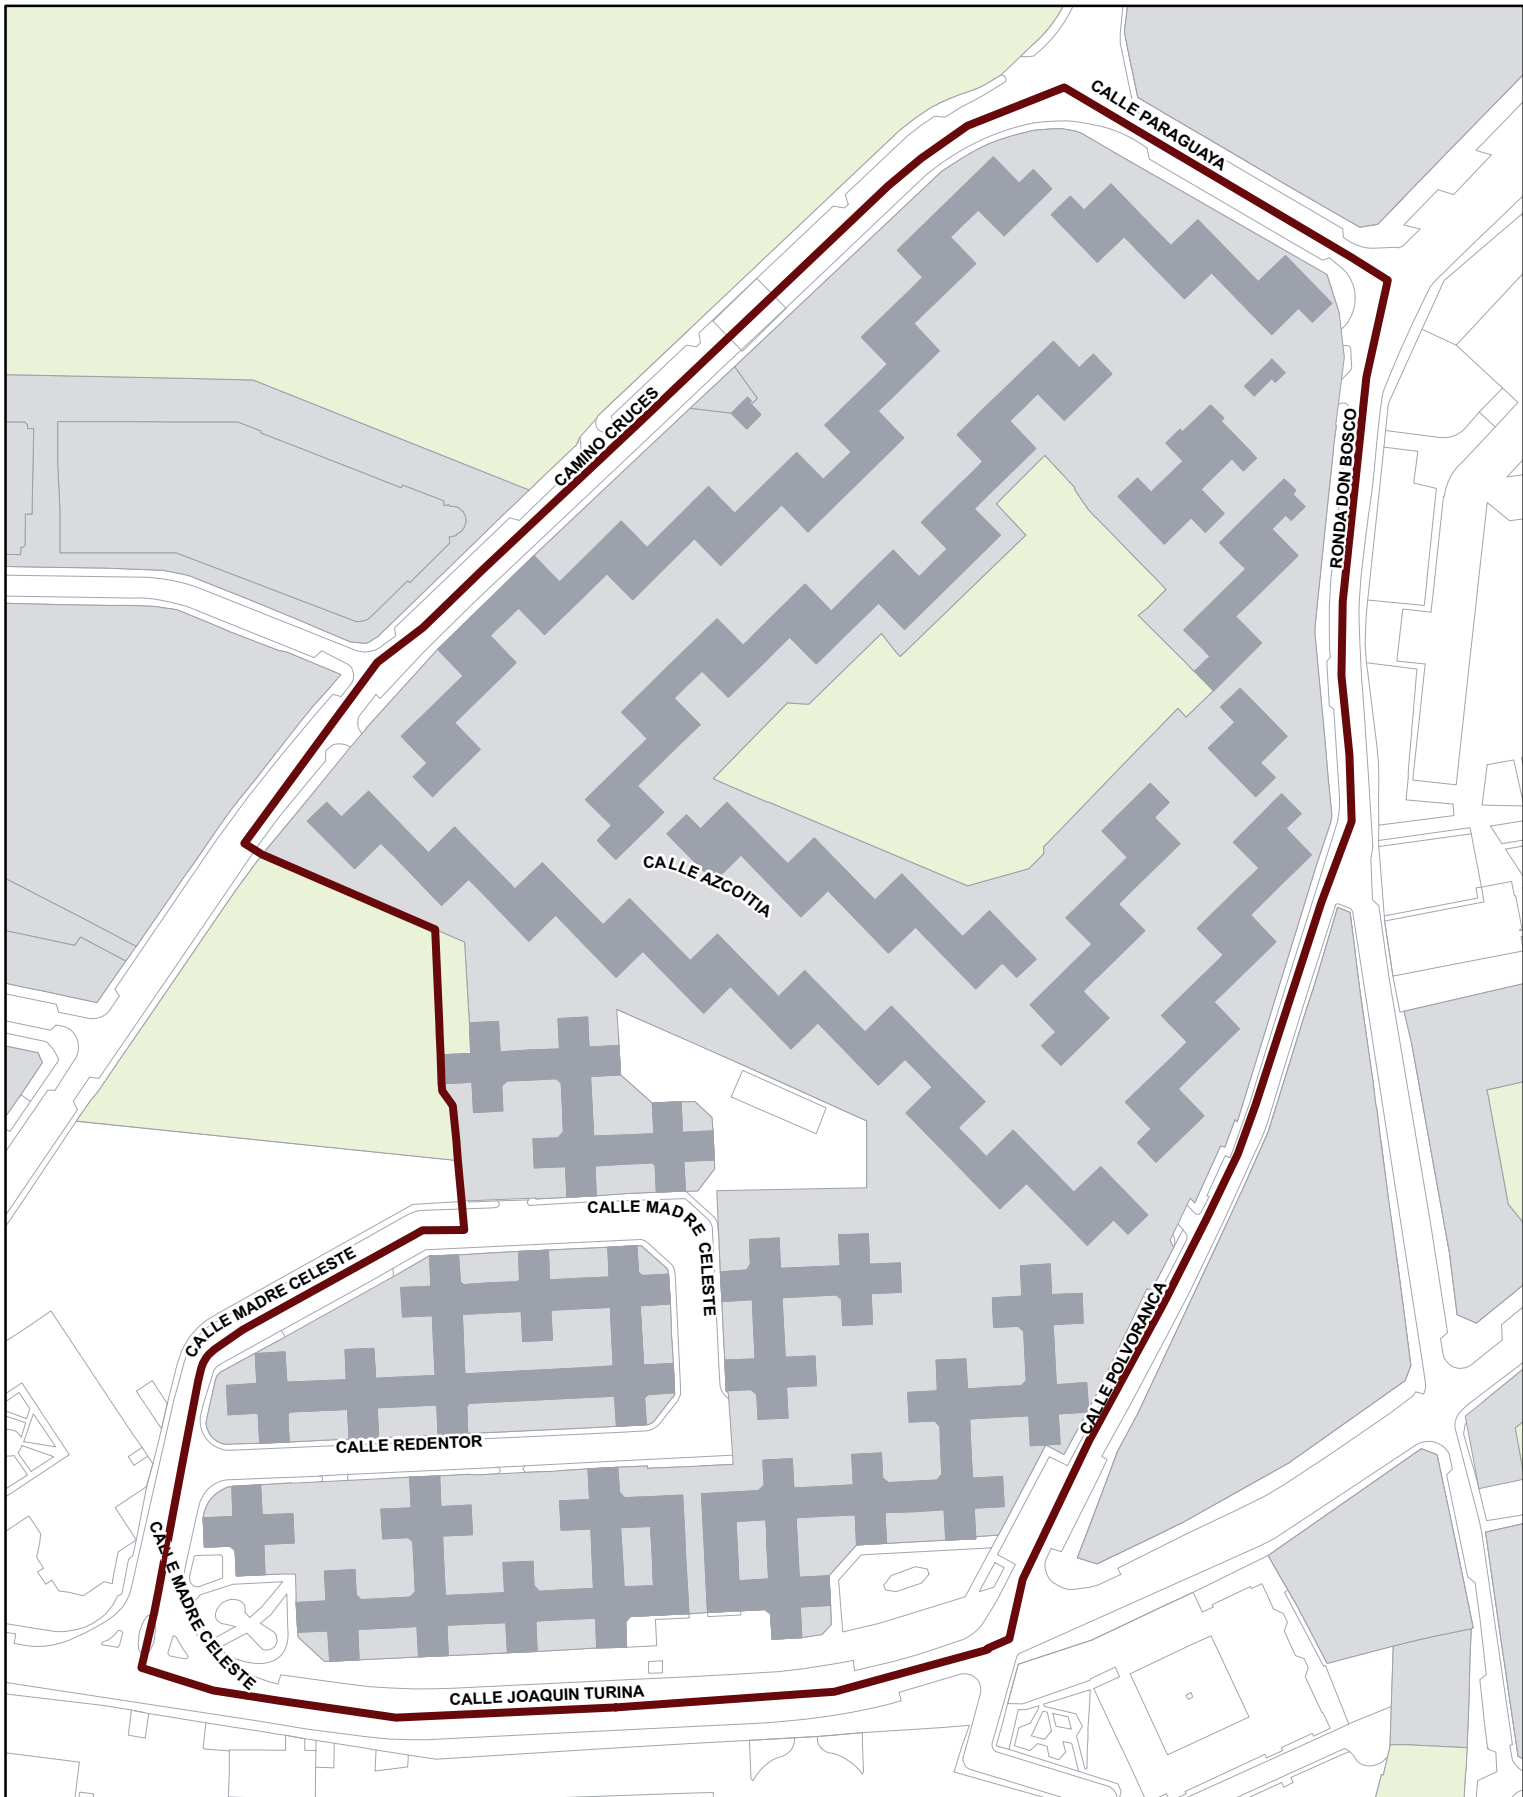 CALLE PARAGUAYA
CAMINO CRUCES
RONDA DON BOSCO
CALLE AZCOITIA
CALLE MADRE CELESTE
CALLE MADRE CELESTE
CALLE POLVORANCA
CALLE REDENTOR
CALLE MADRE CELESTE
CALLE JOAQUIN TURINA